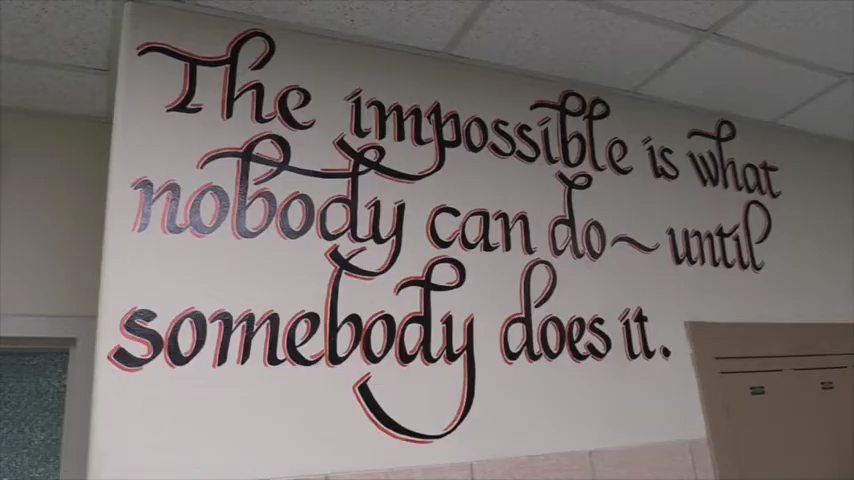 The impossible is what
nobody can do~until
somebody does it.